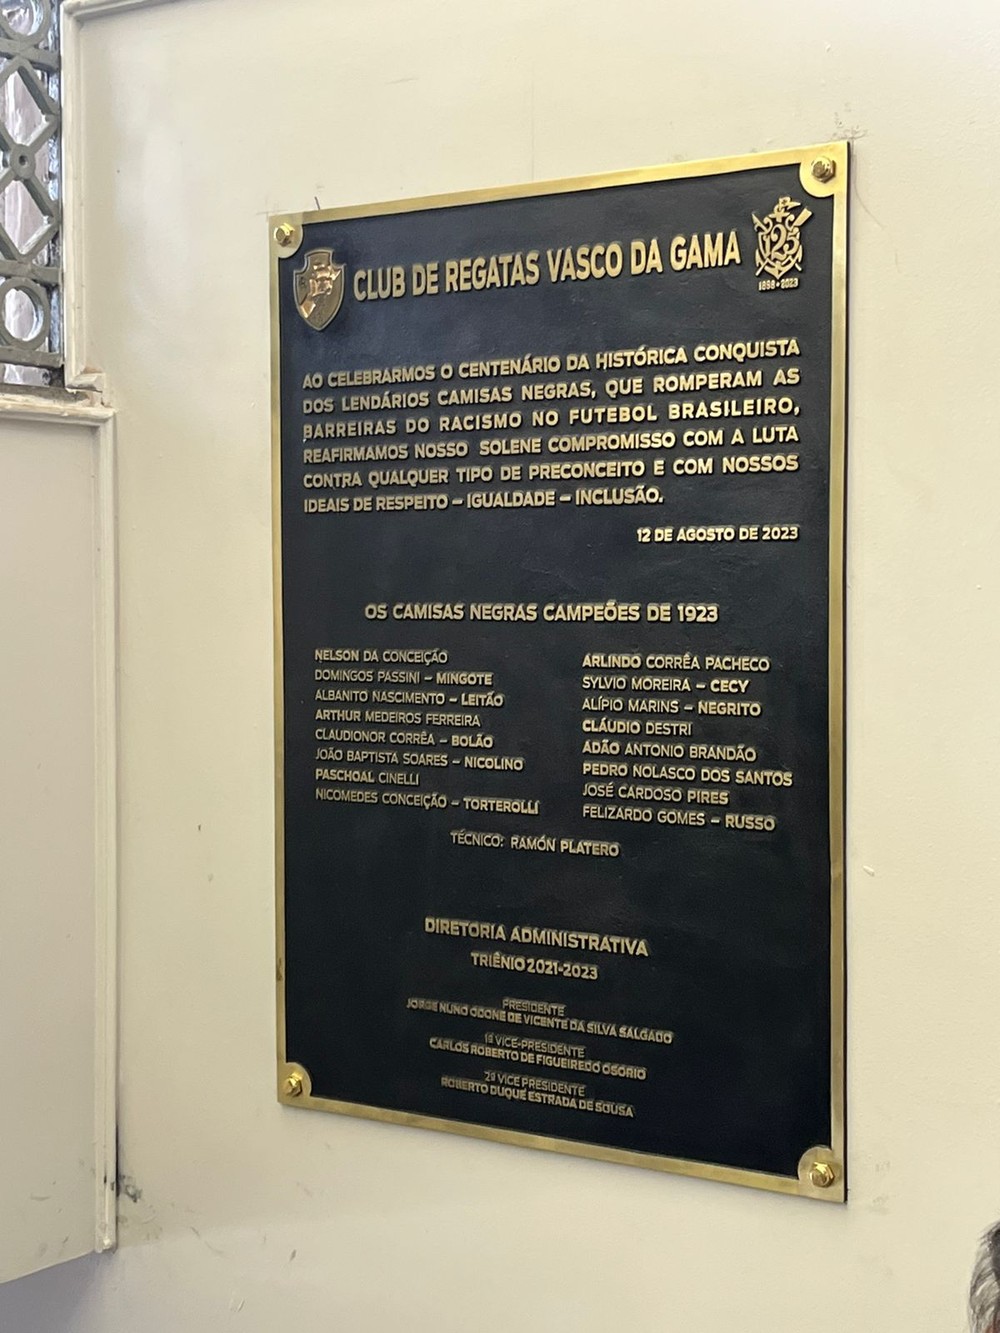 CLUB DE REGATAS VASCO DA GAMA
125
1898 • 2023
AO CELEBRARMOS O CENTENÁRIO DA HISTÓRICA CONQUISTA
DOS LENDÁRIOS CAMISAS NEGRAS, QUE ROMPERAM AS
BARREIRAS DO RACISMO NO FUTEBOL BRASILEIRO,
REAFIRMAMOS NOSSO SOLENE COMPROMISSO COM A LUTA
CONTRA QUALQUER TIPO DE PRECONCEITO E COM NOSSOS
IDEAIS DE RESPEITO – IGUALDADE – INCLUSÃO.
12 DE AGOSTO DE 2023
OS CAMISAS NEGRAS CAMPEÕES DE 1923
NELSON DA CONCEIÇÃO
DOMINGOS PASSINI – MINGOTE
ALBANITO NASCIMENTO – LEITÃO
ARTHUR MEDEIROS FERREIRA
CLAUDIONOR CORRÊA – BOLÃO
JOÃO BAPTISTA SOARES – NICOLINO
PASCHOAL CINELLI
NICOMEDES CONCEIÇÃO – TORTEROLLI
ARLINDO CORRÊA PACHECO
SYLVIO MOREIRA – CECY
ALÍPIO MARINS – NEGRITO
CLÁUDIO DESTRI
ADÃO ANTONIO BRANDÃO
PEDRO NOLASCO DOS SANTOS
JOSÉ CARDOSO PIRES
FELIZARDO GOMES – RUSSO
TÉCNICO: RAMÓN PLATERO
DIRETORIA ADMINISTRATIVA
TRIÊNIO 2021-2023
PRESIDENTE
JORGE NUNO ODONE DE VICENTE DA SILVA SALGADO
1º VICE-PRESIDENTE
CARLOS ROBERTO DE FIGUEIREDO OSORIO
2º VICE PRESIDENTE
ROBERTO DUQUE ESTRADA DE SOUSA